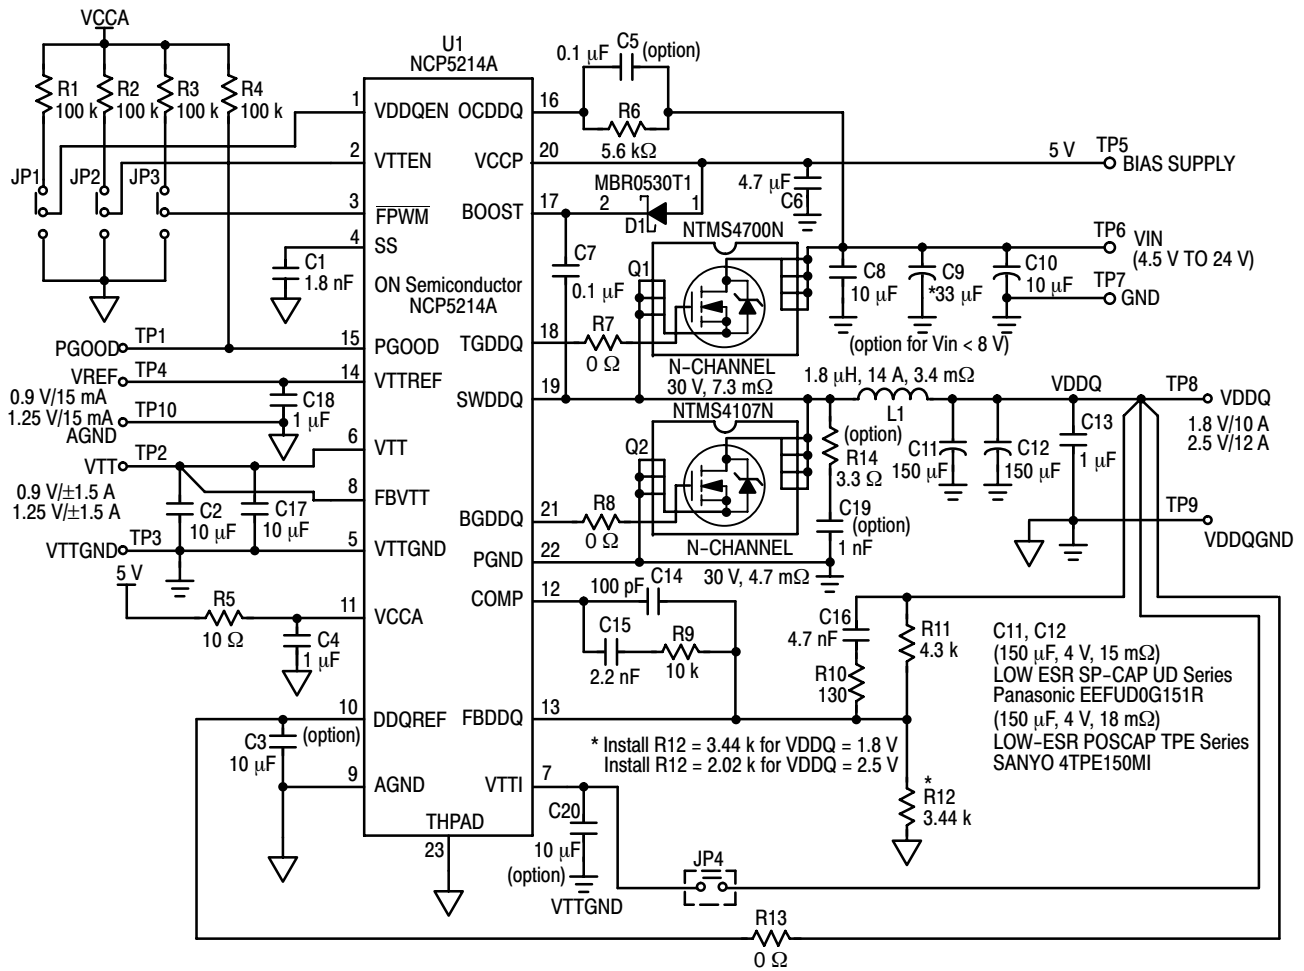 VCCA
R1
100 k
R2
100 k
R3
100 k
R4
100 k
JP1
JP2
JP3
U1
NCP5214A
1
VDDQEN
2
VTTEN
3
FPWM
4
SS
C1
1.8 nF
ON Semiconductor
NCP5214A
PGOOD
TP1
15
PGOOD
VREF
TP4
14
VTTREF
0.9 V/15 mA
1.25 V/15 mA
TP10
AGND
C18
1 µF
6
VTT
VTT
TP2
8
FBVTT
0.9 V/±1.5 A
1.25 V/±1.5 A
C2
10 µF
C17
10 µF
VTTGND
TP3
5
VTTGND
5 V
R5
10 Ω
11
VCCA
C4
1 µF
10
DDQREF
C3
10 µF
(option)
9
AGND
THPAD
23
OCDDQ
16
0.1 µF
C5
(option)
R6
5.6 kΩ
VCCP
20
5 V
TP5
BIAS SUPPLY
BOOST
17
MBR0530T1
2
1
D1
4.7 µF
C6
C7
0.1 µF
NTMS4700N
Q1
TP6
VIN
(4.5 V TO 24 V)
C8
10 µF
C9
*33 µF
C10
10 µF
TP7
GND
(option for Vin < 8 V)
TGDDQ
18
R7
0 Ω
N–CHANNEL
30 V, 7.3 mΩ
SWDDQ
19
1.8 µH, 14 A, 3.4 mΩ
L1
VDDQ
TP8
VDDQ
1.8 V/10 A
2.5 V/12 A
NTMS4107N
Q2
(option)
R14
3.3 Ω
C11
150 µF
C12
150 µF
C13
1 µF
BGDDQ
21
R8
0 Ω
C19
(option)
1 nF
TP9
VDDQGND
PGND
22
N–CHANNEL
30 V, 4.7 mΩ
COMP
12
100 pF
C14
C15
2.2 nF
R9
10 k
C16
4.7 nF
R10
130
R11
4.3 k
C11, C12
(150 µF, 4 V, 15 mΩ)
LOW ESR SP–CAP UD Series
Panasonic EEFUD0G151R
(150 µF, 4 V, 18 mΩ)
LOW–ESR POSCAP TPE Series
SANYO 4TPE150MI
FBDDQ
13
* Install R12 = 3.44 k for VDDQ = 1.8 V
Install R12 = 2.02 k for VDDQ = 2.5 V
*
R12
3.44 k
VTTI
7
C20
10 µF
(option)
VTTGND
JP4
R13
0 Ω